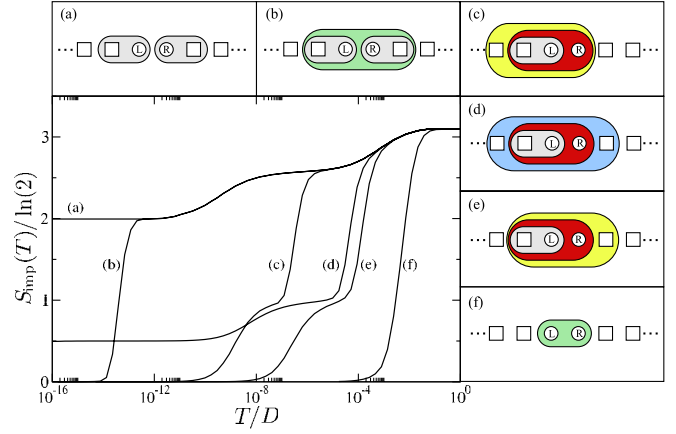 (a)
··· L R ···
(b)
··· L R ···
(c)
··· L R ···
(d)
··· L R ···
(e)
··· L R ···
(f)
··· L R ···
S_imp(T)/ ln(2)
3
2
1
0
(a)
(b)
(c)
(d)
(e)
(f)
10^-16
10^-12
10^-8
10^-4
10^0
T/D